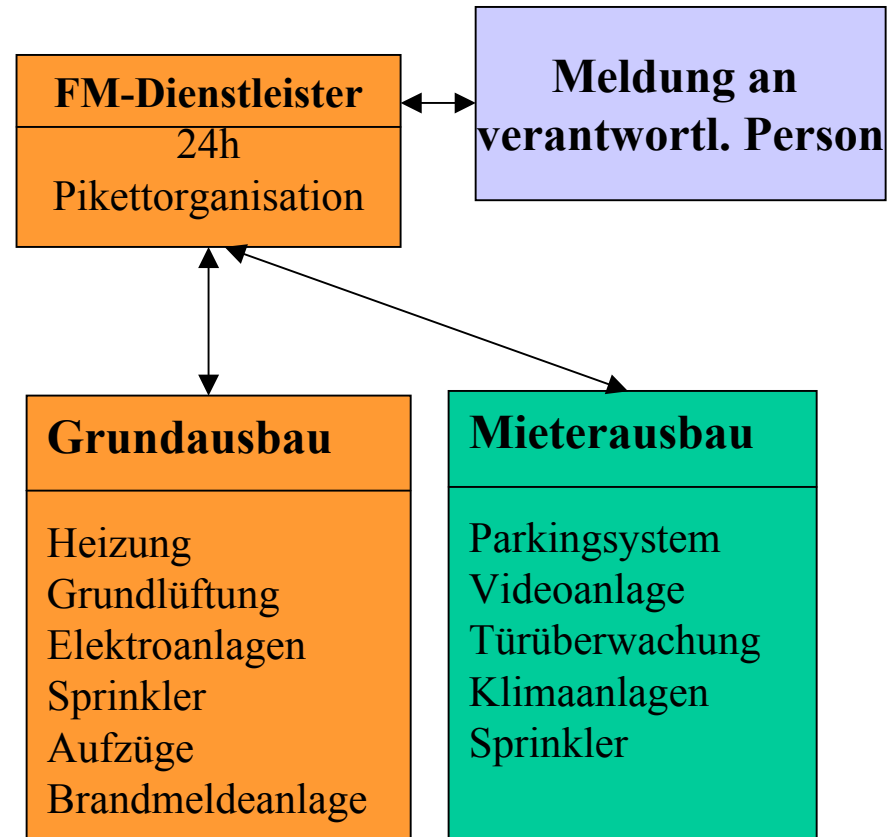 FM-Dienstleister
24h
Pikettorganisation
Meldung an
verantwortl. Person
Grundausbau
Heizung
Grundlüftung
Elektroanlagen
Sprinkler
Aufzüge
Brandmeldeanlage
Mieterausbau
Parkingsystem
Videoanlage
Türüberwachung
Klimaanlagen
Sprinkler